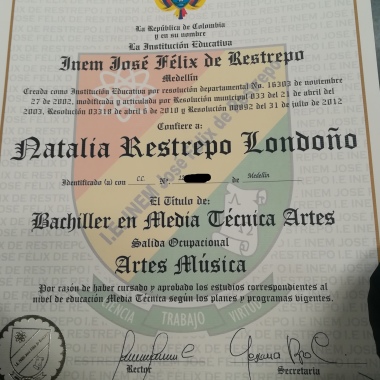 La República de Colombia
y en su nombre
La Institución Educativa
Inem José Félix de Restrepo
Medellín
Creada como Institución Educativa por resolución departamental No. 16363 de noviembre
27 de 2002, modificada y articulada por Resolución municipal 033 del 21 de abril del
2003, Resolución 03310 de abril 6 de 2010 y Resolución 00992 del 31 de julio de 2012
Confiere a:
Natalia Restrepo Londoño
Identificado (a) con CC. N°. de Medellín
El Título de:
Bachiller en Media Técnica Artes
Salida Ocupacional
Artes Música
Por razón de haber cursado y aprobado los estudios correspondientes al
nivel de educación Media Técnica según los planes y programas vigentes.
TRABAJO
Rector Secretaria